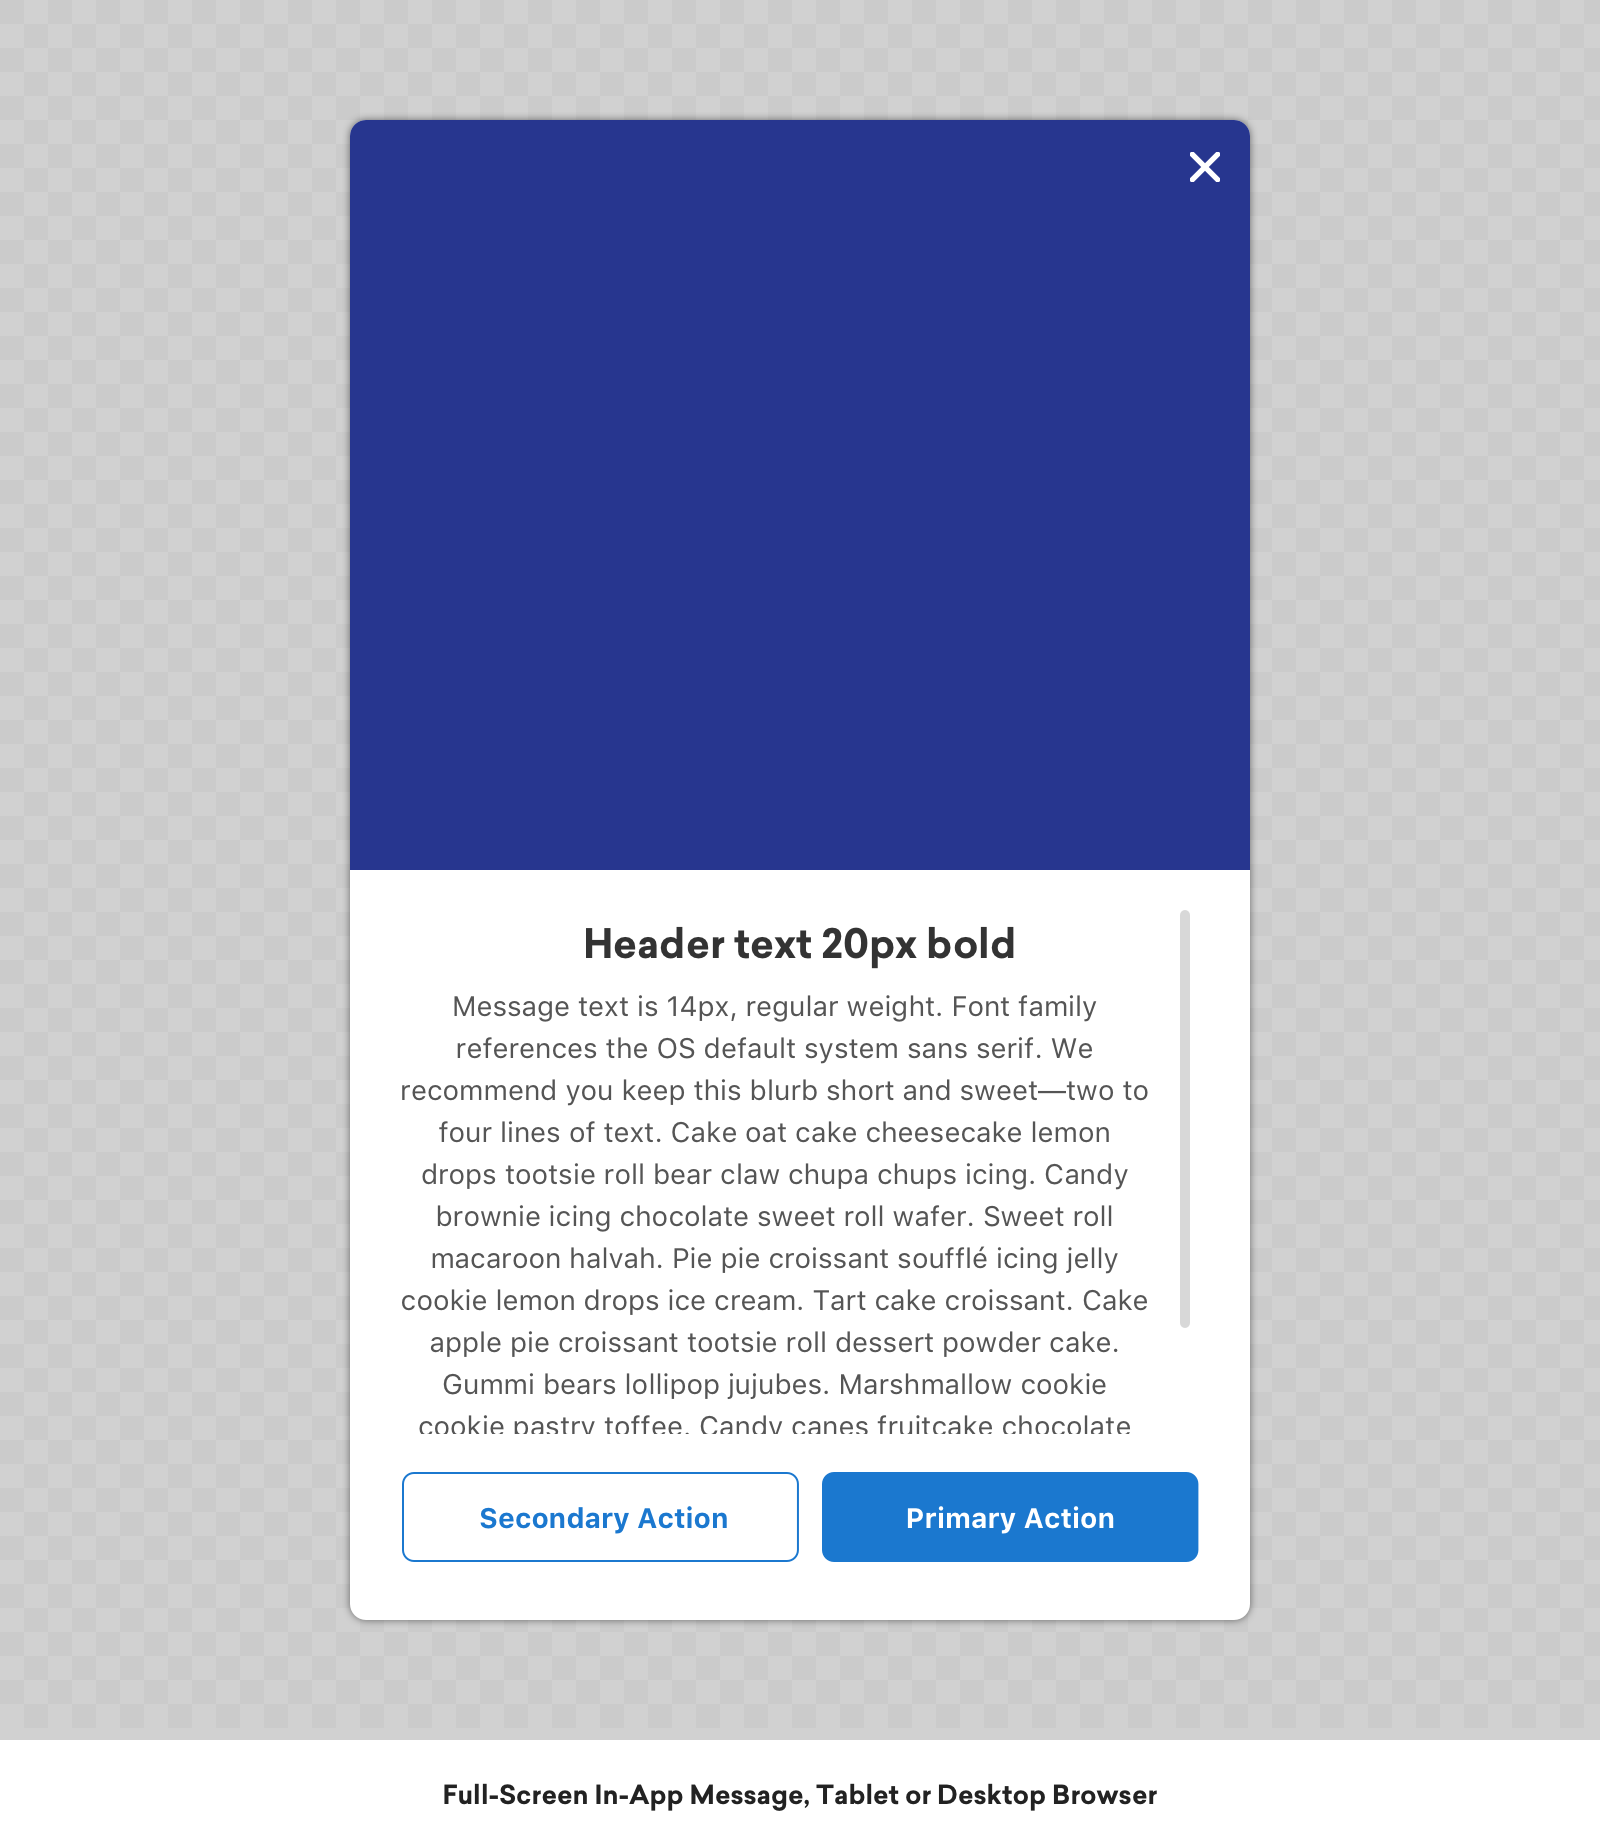 Header text 20px bold
Message text is 14px, regular weight. Font family
references the OS default system sans serif. We
recommend you keep this blurb short and sweet—two to
four lines of text. Cake oat cake cheesecake lemon
drops tootsie roll bear claw chupa chups icing. Candy
brownie icing chocolate sweet roll wafer. Sweet roll
macaroon halvah. Pie pie croissant soufflé icing jelly
cookie lemon drops ice cream. Tart cake croissant. Cake
apple pie croissant tootsie roll dessert powder cake.
Gummi bears lollipop jujubes. Marshmallow cookie
cookie pastry toffee. Candy canes fruitcake chocolate
Secondary Action
Primary Action
Full-Screen In-App Message, Tablet or Desktop Browser